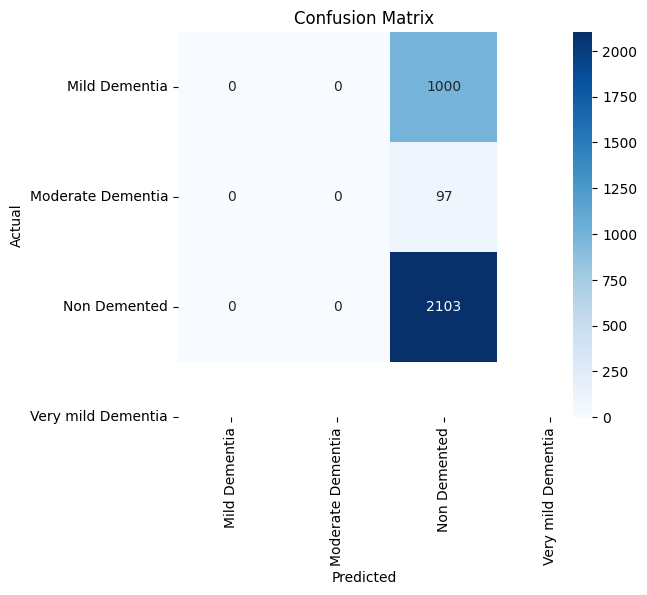 Confusion Matrix
Mild Dementia
0
0
1000
Moderate Dementia
0
0
97
Non Demented
0
0
2103
Very mild Dementia
Actual
Mild Dementia
Moderate Dementia
Non Demented
Very mild Dementia
Predicted
2000
1750
1500
1250
1000
750
500
250
0